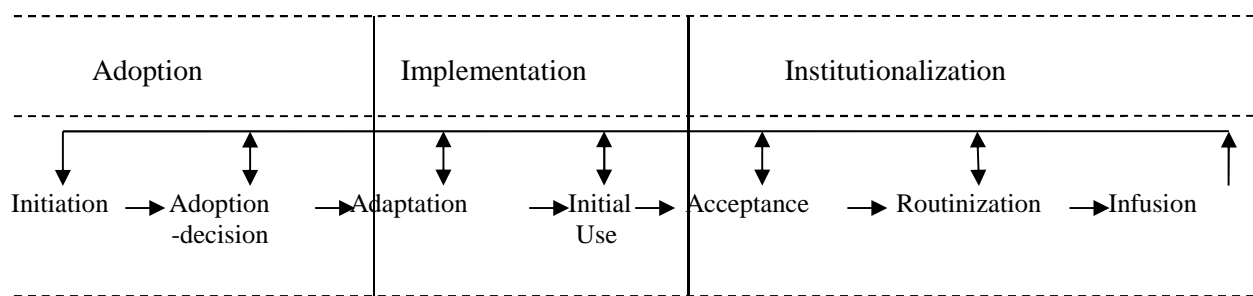 Adoption Implementation Institutionalization
Initiation Adoption Adaptation Initial Acceptance Routinization Infusion
-decision Use